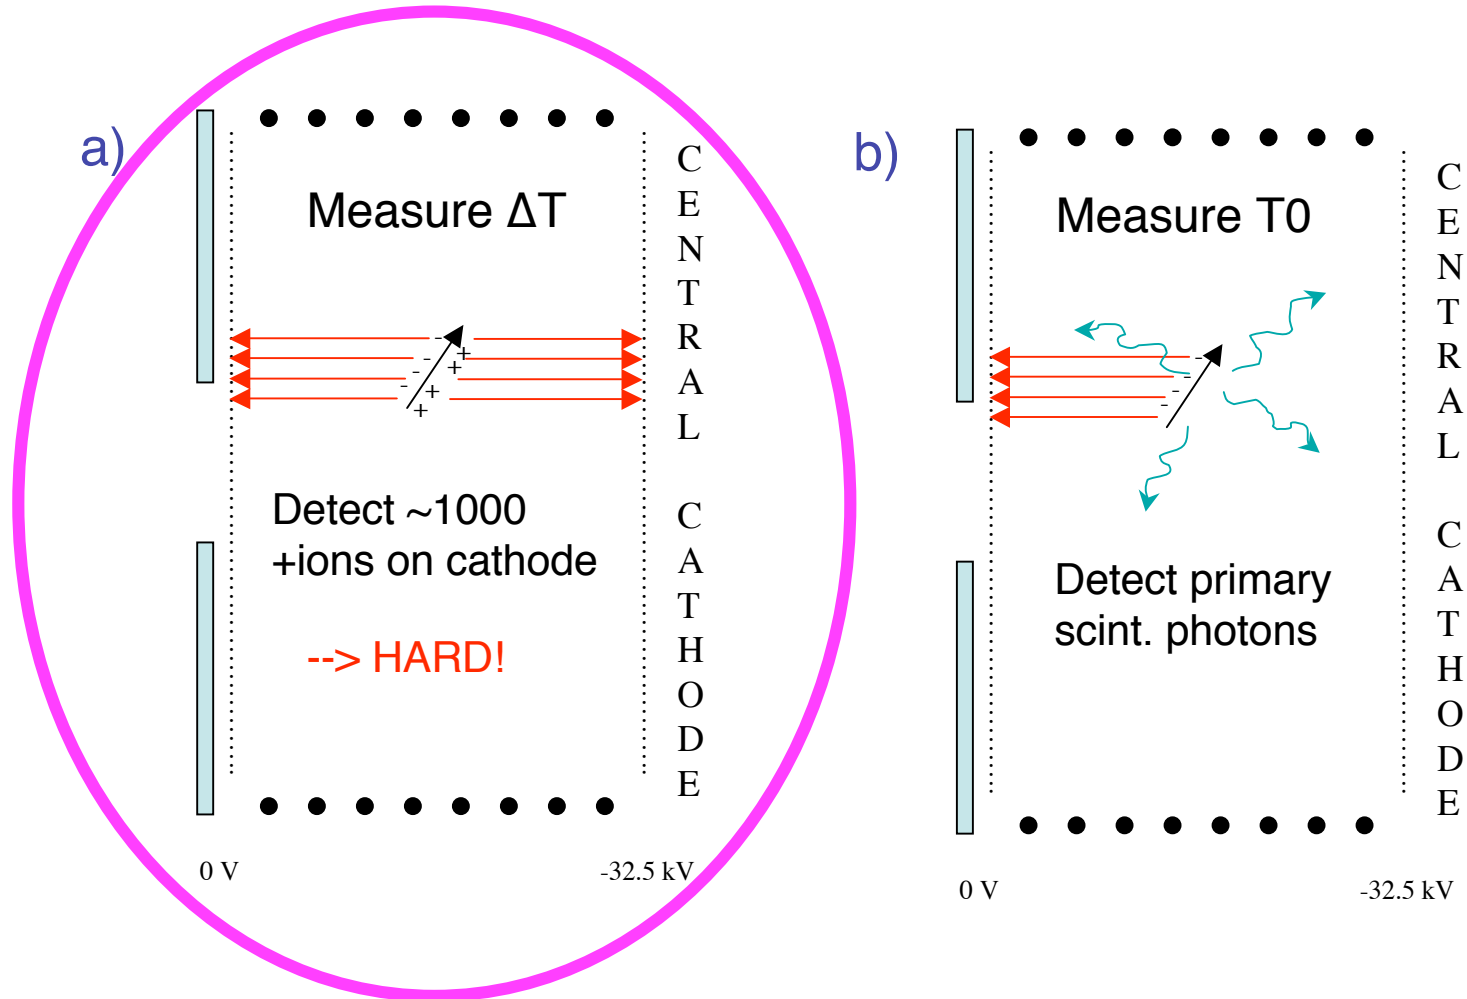 a)
Measure ΔT
CENTRAL CATHODE
- + - + - + - +
Detect ~1000
+ions on cathode
--> HARD!
0 V
-32.5 kV
b)
Measure T0
CENTRAL CATHODE
- - - -
Detect primary
scint. photons
0 V
-32.5 kV